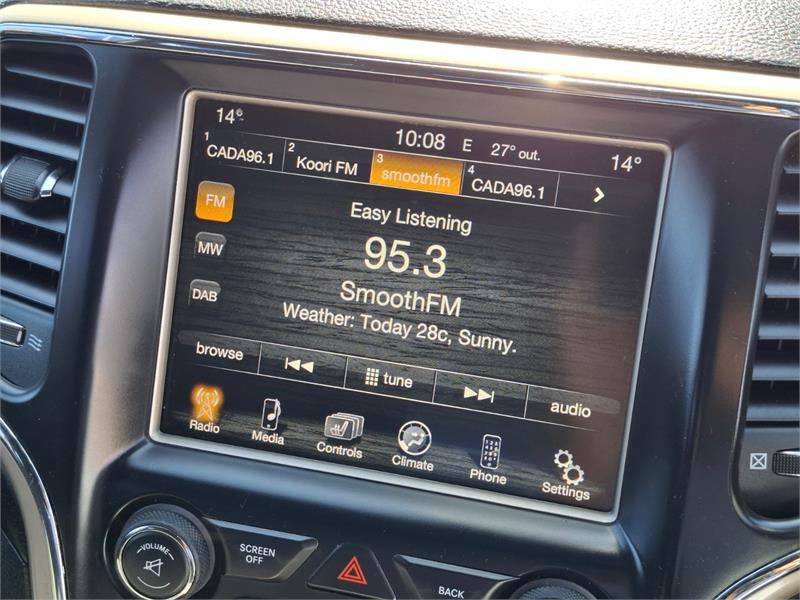 14°
10:08 E 27° out.
14°
1 CADA96.1
2 Koori FM
3 smoothfm
4 CADA96.1
FM
MW
DAB
Easy Listening
95.3
SmoothFM
Weather: Today 28c, Sunny.
browse
tune
audio
Radio
Media
Controls
Climate
Phone
Settings
VOLUME
SCREEN
OFF
BACK